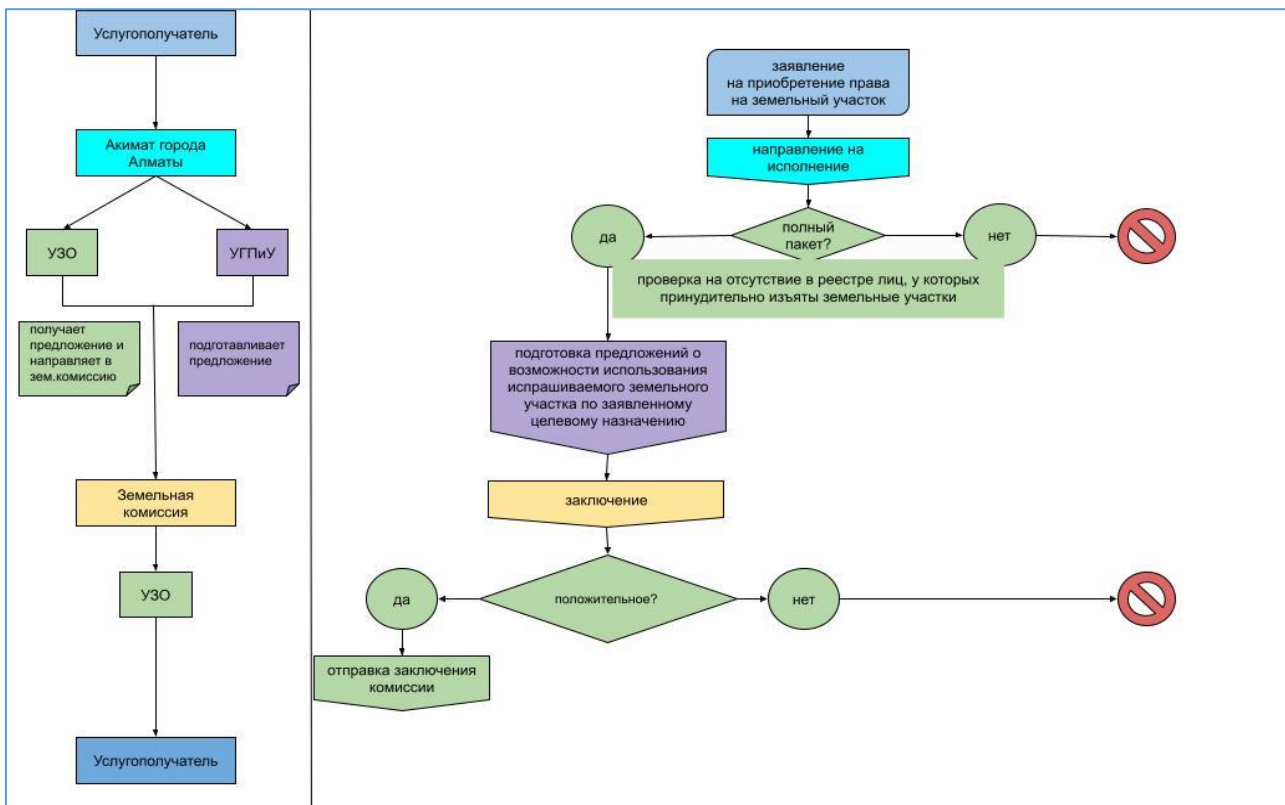 Услугополучатель
Акимат города
Алматы
УЗО
УГПиУ
получает
предложение и
направляет в
зем.комиссию
подготавливает
предложение
Земельная
комиссия
УЗО
Услугополучатель
заявление
на приобретение права
на земельный участок
направление на
исполнение
да
полный
пакет?
нет
проверка на отсутствие в реестре лиц, у которых
принудительно изъяты земельные участки
подготовка предложений о
возможности использования
испрашиваемого земельного
участка по заявленному
целевому назначению
заключение
да
положительное?
нет
отправка заключения
комиссии